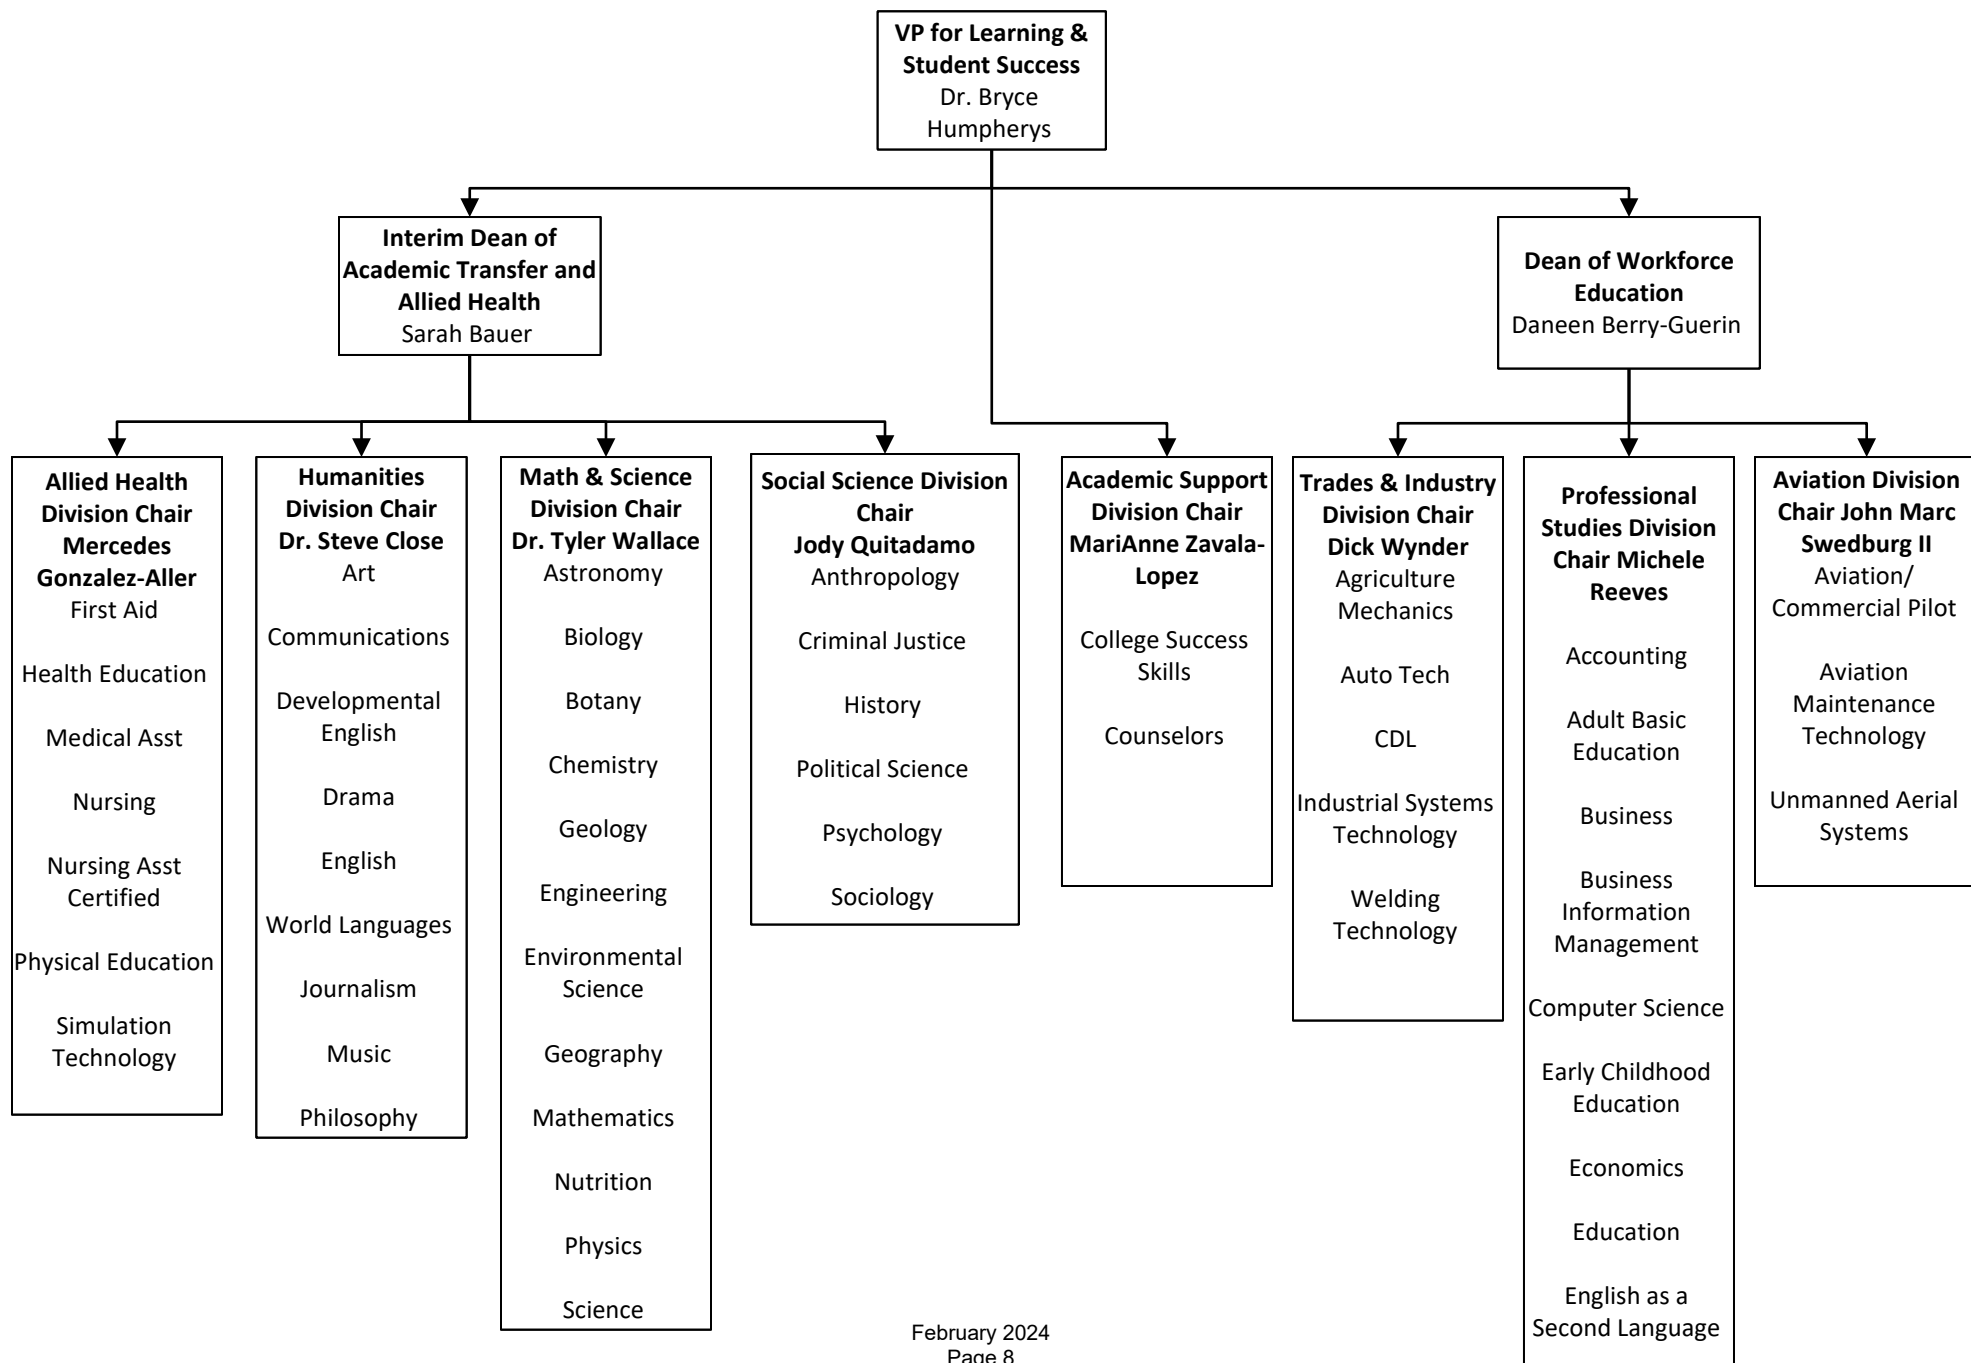 VP for Learning &
Student Success
Dr. Bryce
Humpherys
Interim Dean of
Academic Transfer and
Allied Health
Sarah Bauer
Dean of Workforce
Education
Daneen Berry-Guerin
Allied Health
Division Chair
Mercedes
Gonzalez-Aller
First Aid
Health Education
Medical Asst
Nursing
Nursing Asst
Certified
Physical Education
Simulation
Technology
Humanities
Division Chair
Dr. Steve Close
Art
Communications
Developmental
English
Drama
English
World Languages
Journalism
Music
Philosophy
Math & Science
Division Chair
Dr. Tyler Wallace
Astronomy
Biology
Botany
Chemistry
Geology
Engineering
Environmental
Science
Geography
Mathematics
Nutrition
Physics
Science
Social Science Division
Chair
Jody Quitadamo
Anthropology
Criminal Justice
History
Political Science
Psychology
Sociology
Academic Support
Division Chair
MariAnne Zavala-
Lopez
College Success
Skills
Counselors
Trades & Industry
Division Chair
Dick Wynder
Agriculture
Mechanics
Auto Tech
CDL
Industrial Systems
Technology
Welding
Technology
Professional
Studies Division
Chair Michele
Reeves
Accounting
Adult Basic
Education
Business
Business
Information
Management
Computer Science
Early Childhood
Education
Economics
Education
English as a
Second Language
Aviation Division
Chair John Marc
Swedburg II
Aviation/
Commercial Pilot
Aviation
Maintenance
Technology
Unmanned Aerial
Systems
February 2024
Page 8